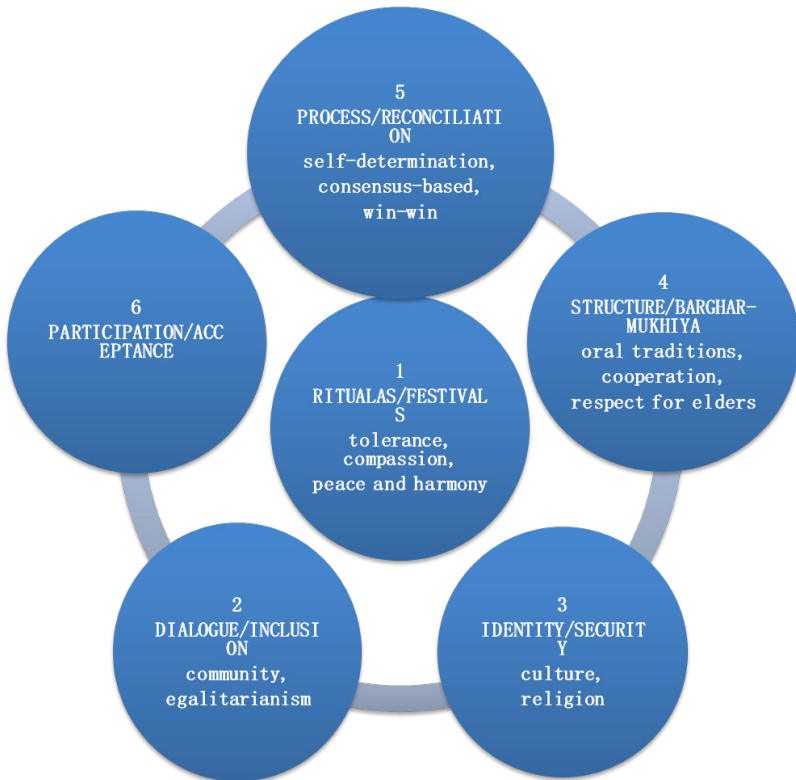 5
PROCESS/RECONCILIATI
ON
self-determination,
consensus-based,
win-win
6
PARTICIPATION/ACC
EPTANCE
4
STRUCTURE/BARGHAR-
MUKHIYA
oral traditions,
cooperation,
respect for elders
1
RITUALAS/FESTIVAL
S
tolerance,
compassion,
peace and harmony
2
DIALOGUE/INCLUSI
ON
community,
egalitarianism
3
IDENTITY/SECURIT
Y
culture,
religion